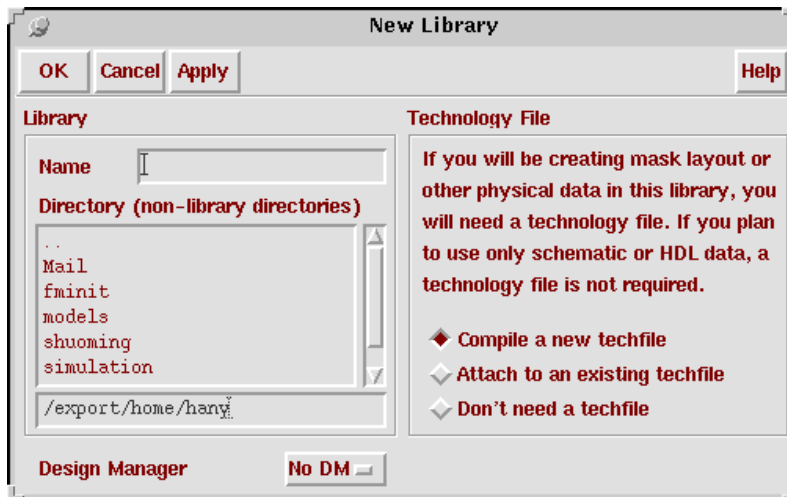 New Library
OK Cancel Apply Help
Library
Name
Directory (non-library directories)
..
Mail
fminit
models
shuoming
simulation
/export/home/hany
Design Manager No DM
Technology File
If you will be creating mask layout or
other physical data in this library, you
will need a technology file. If you plan
to use only schematic or HDL data, a
technology file is not required.
Compile a new techfile
Attach to an existing techfile
Don't need a techfile